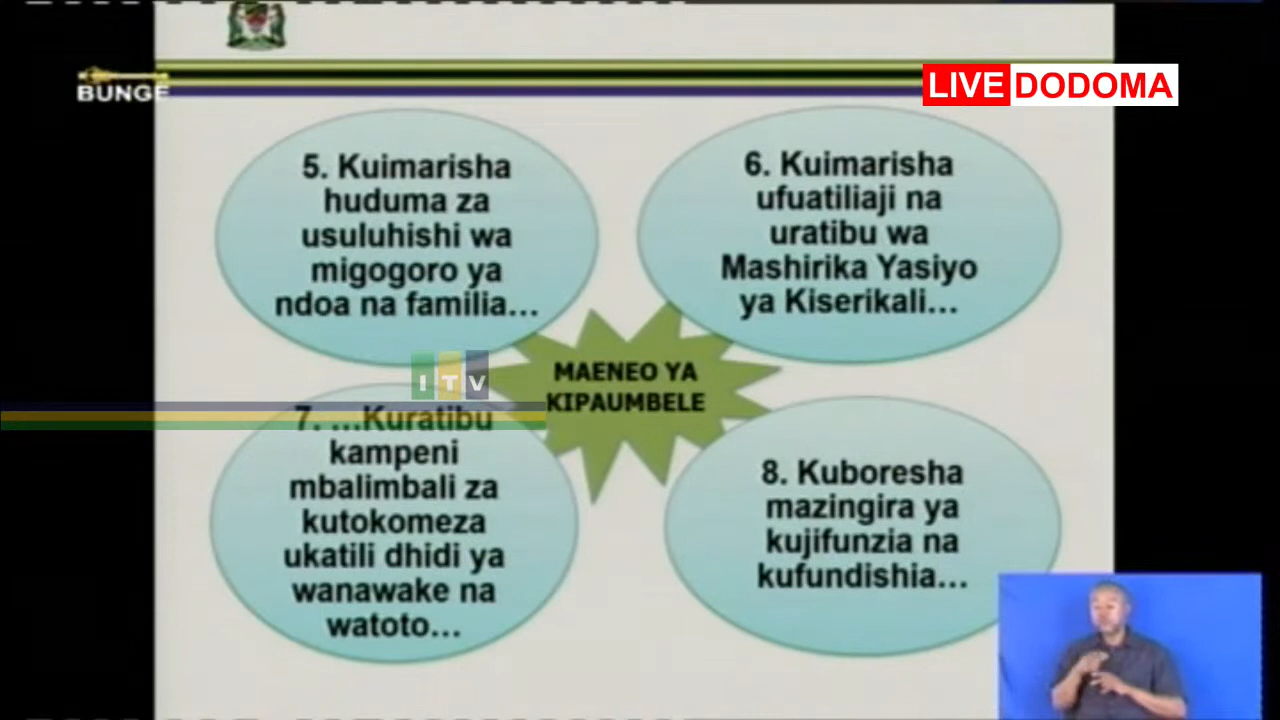 BUNGE
LIVE DODOMA
5. Kuimarisha
huduma za
usuluhishi wa
migogoro ya
ndoa na familia...
6. Kuimarisha
ufuatiliaji na
uratibu wa
Mashirika Yasiyo
ya Kiserikali...
MAENEO YA
KIPAUMBELE
ITV
7. ...Kuratibu
kampeni
mbalimbali za
kutokomeza
ukatili dhidi ya
wanawake na
watoto...
8. Kuboresha
mazingira ya
kujifunzia na
kufundishia...